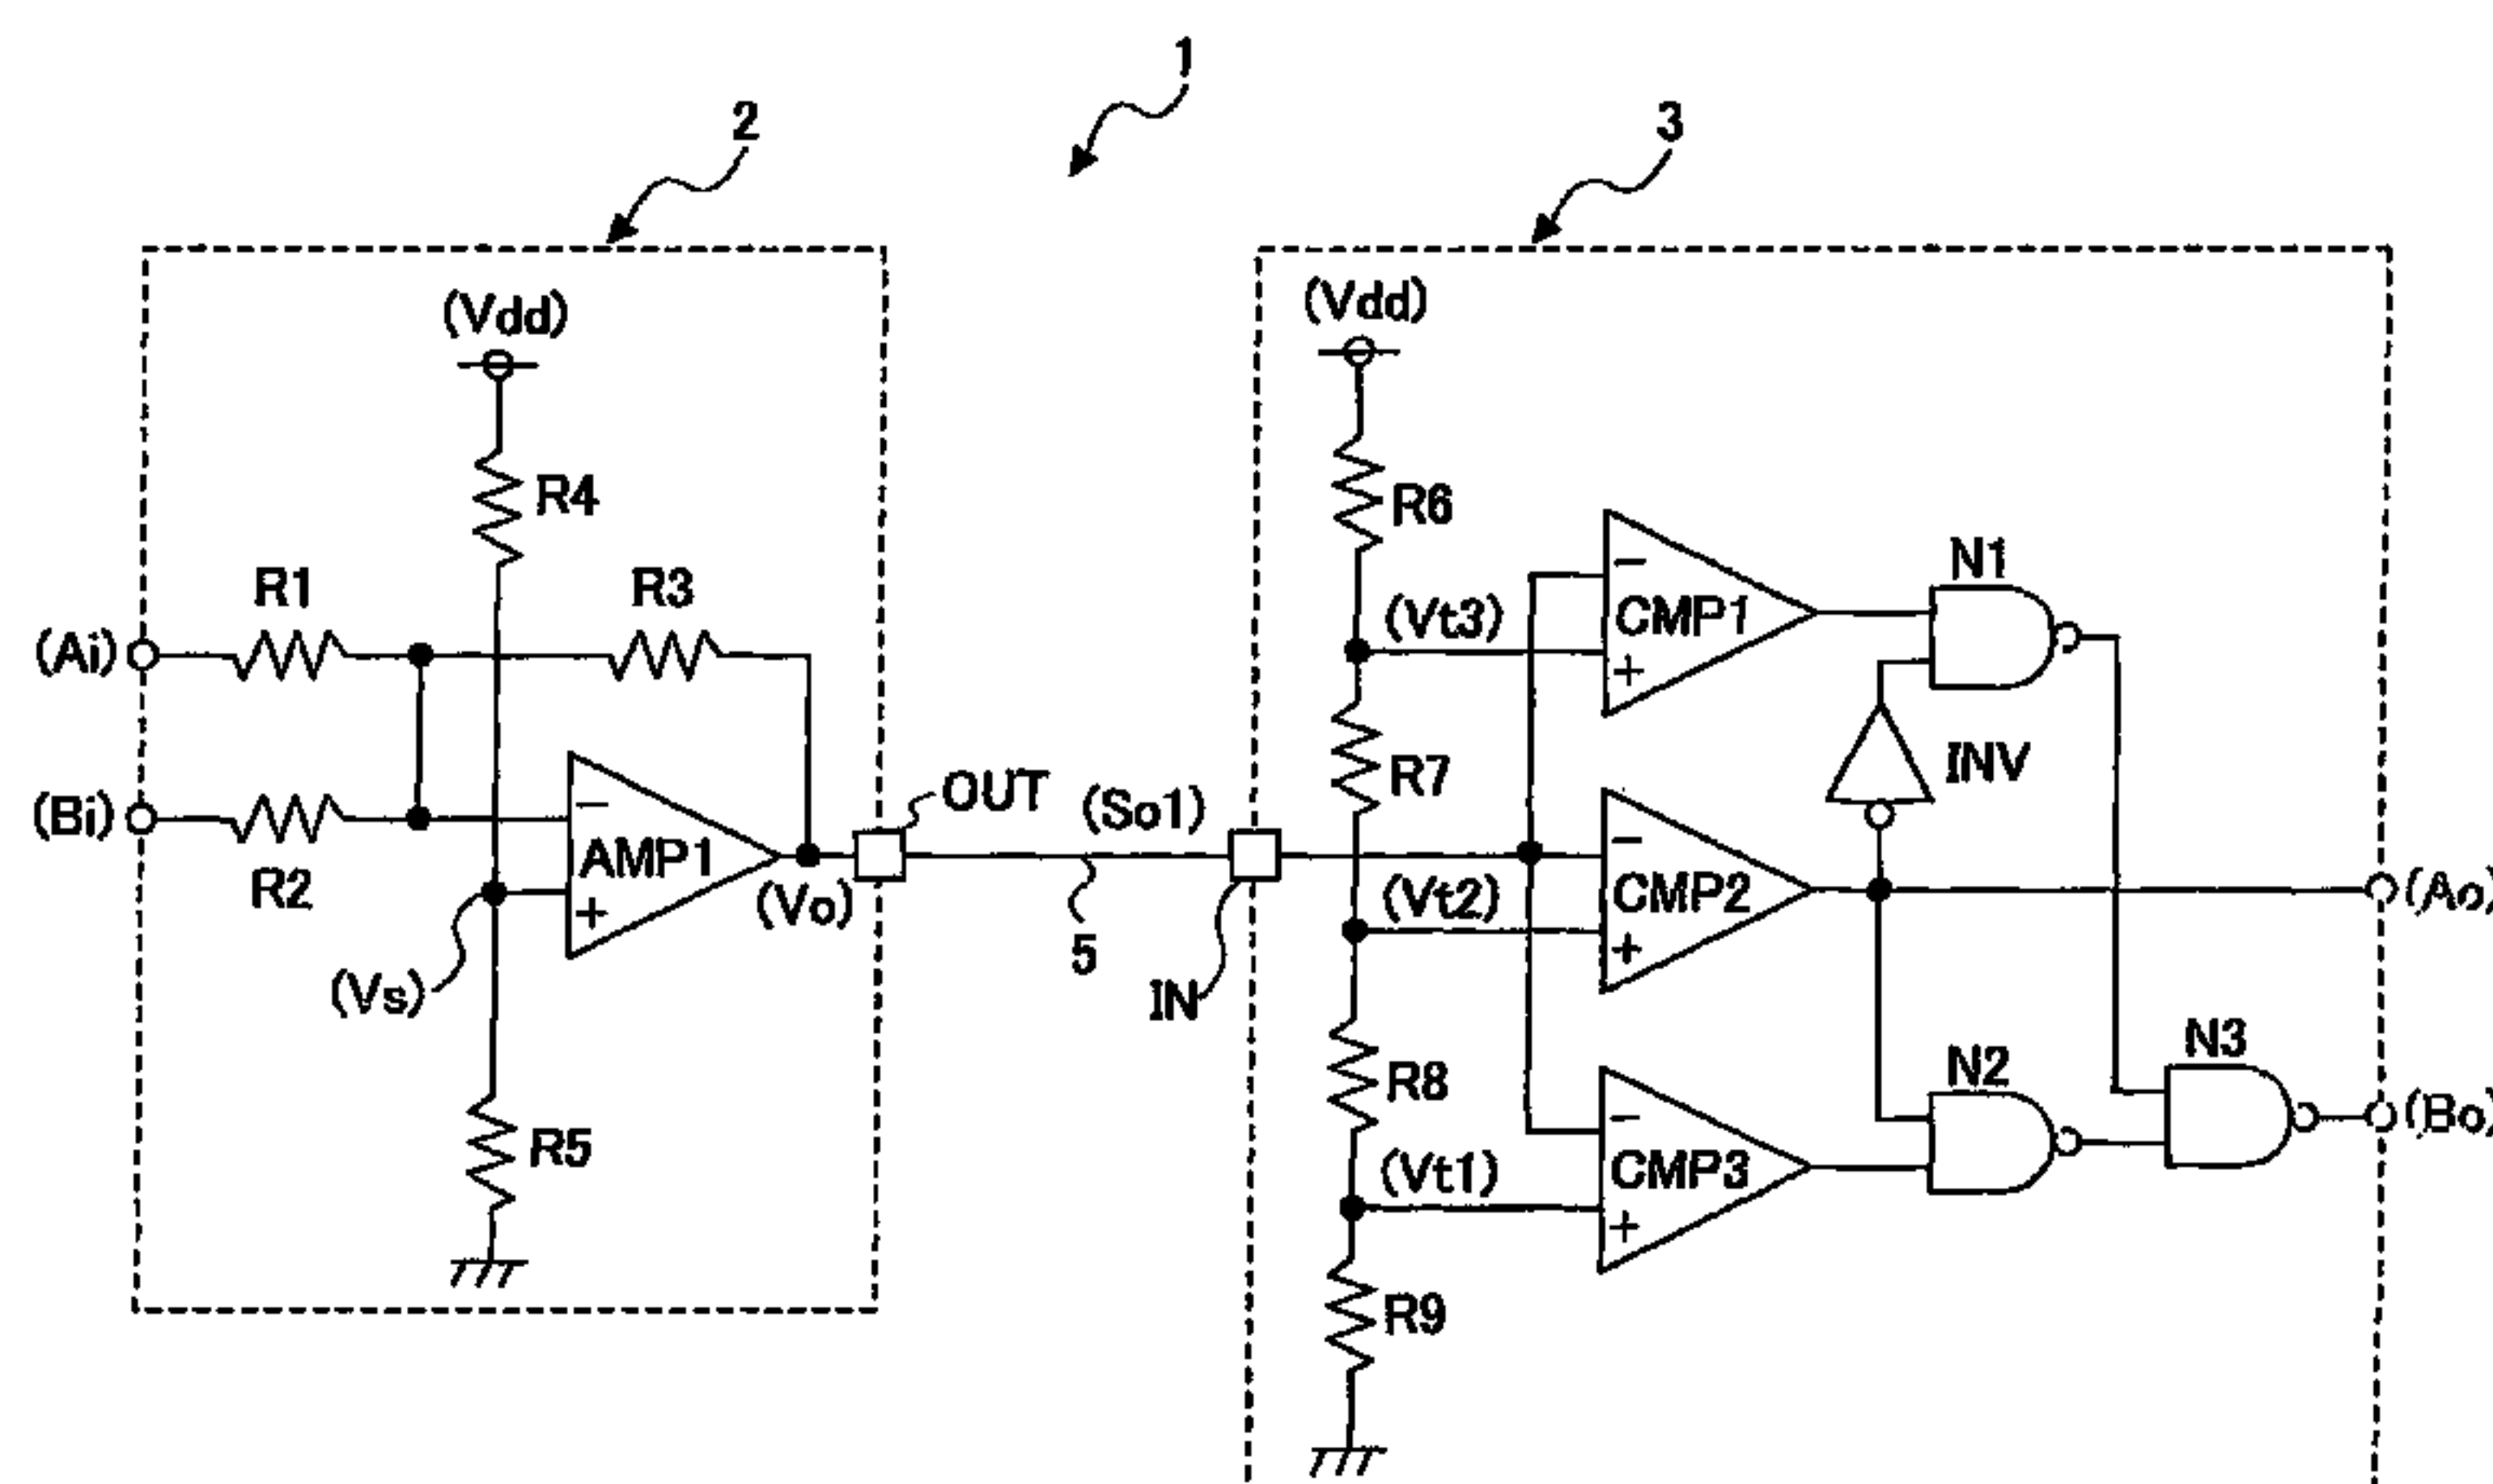 1
2
3
(Vdd)
(Vdd)
R4
R6
R1
R3
(Ai)
(Vt3)
CMP1
N1
R7
INV
(Bi)
R2
AMP1
OUT
(So1)
(Vo)
(Vt2)
CMP2
(Ao)
5
(Vs)
IN
R8
N2
N3
R5
(Vt1)
CMP3
(Bo)
R9